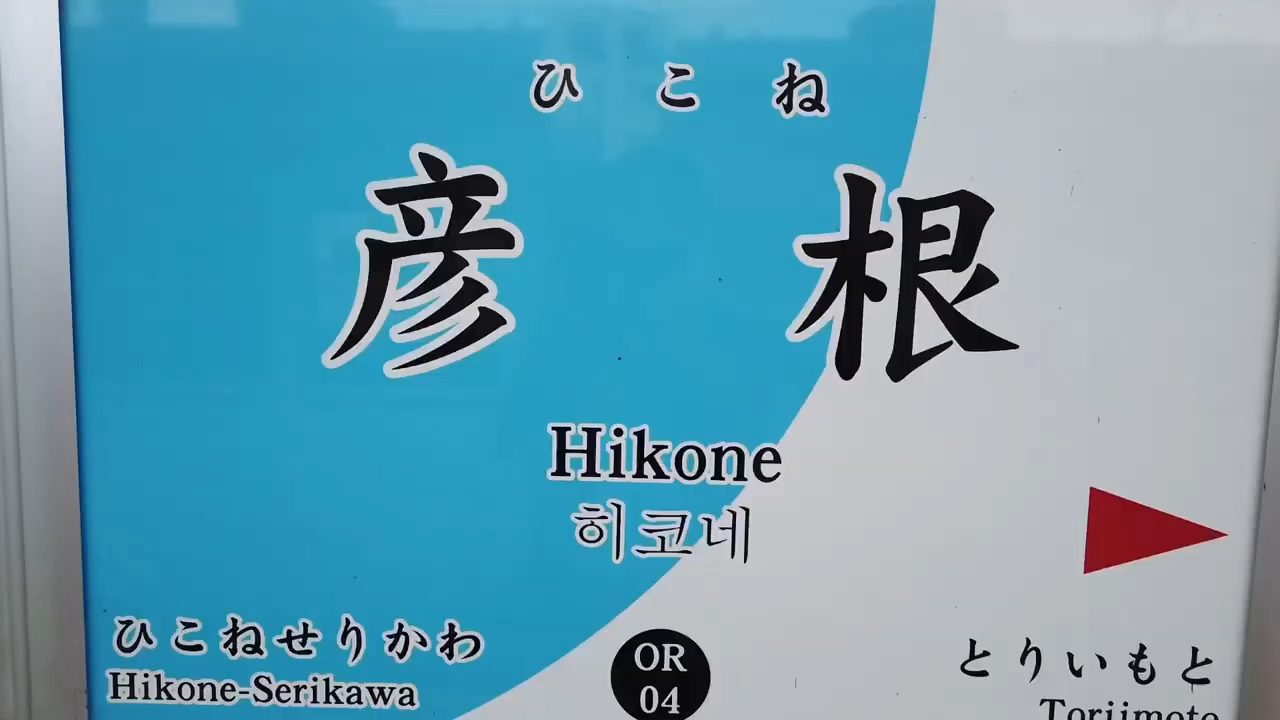 ひこね
彦根
Hikone
히코네
ひこねせりかわ
Hikone-Serikawa
OR
04
とりいもと
Toriimoto